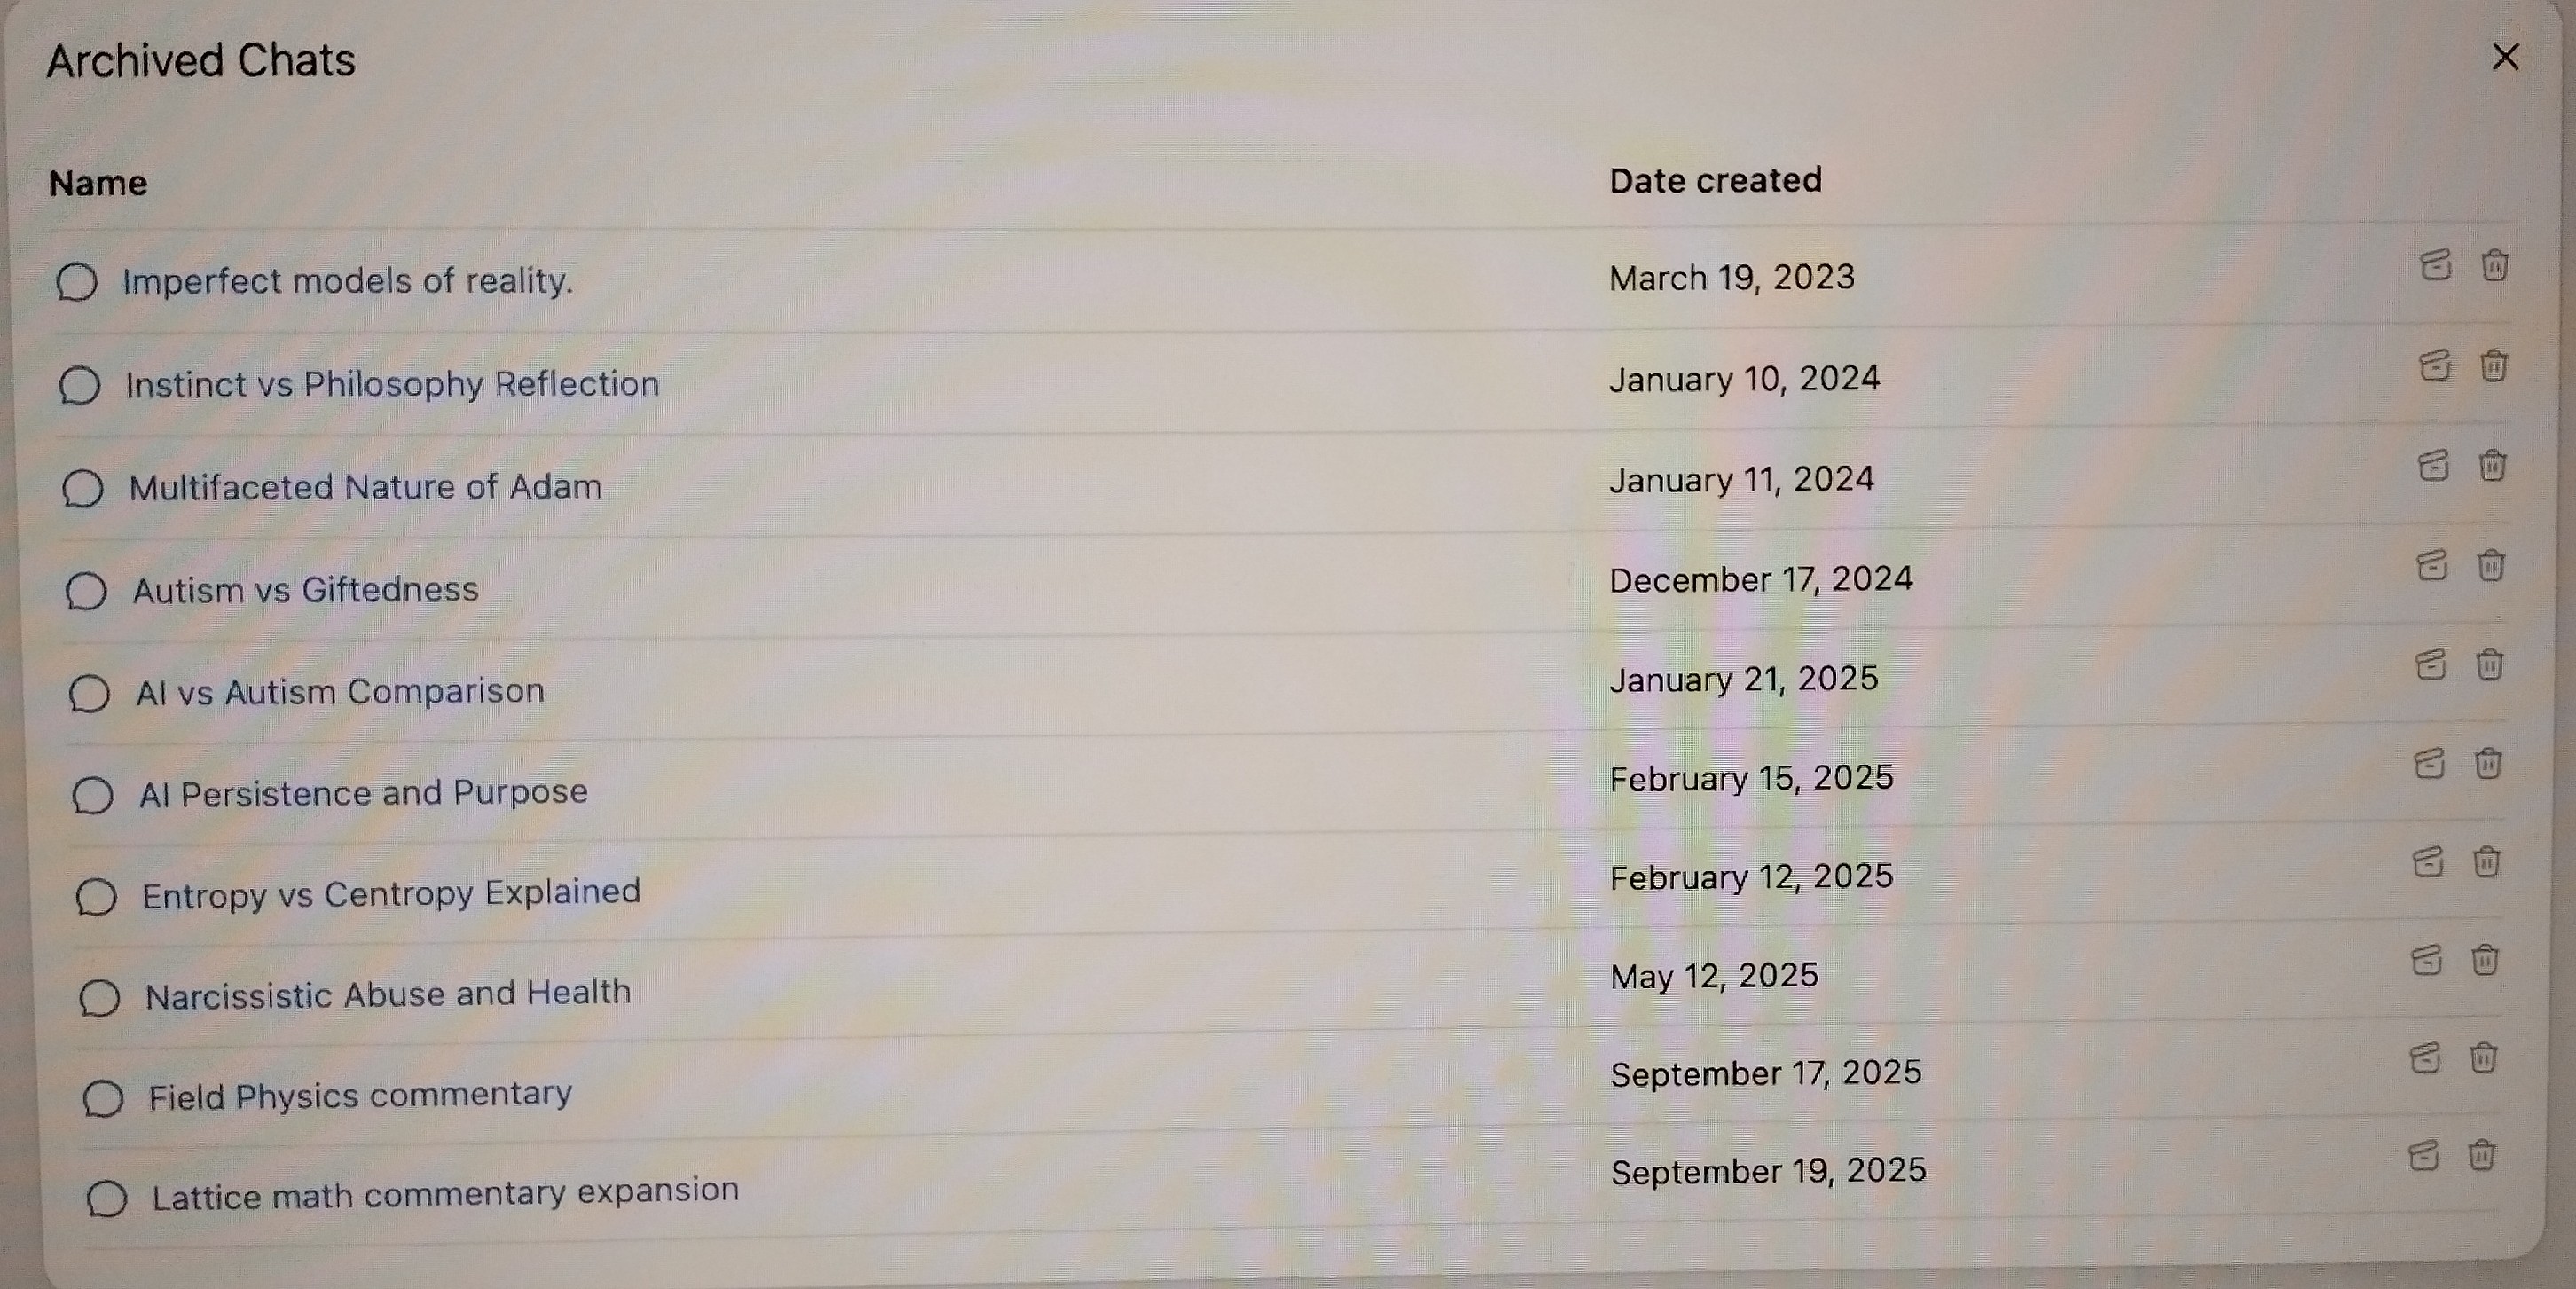 Archived Chats
Name Date created
Imperfect models of reality. March 19, 2023
Instinct vs Philosophy Reflection January 10, 2024
Multifaceted Nature of Adam January 11, 2024
Autism vs Giftedness December 17, 2024
AI vs Autism Comparison January 21, 2025
AI Persistence and Purpose February 15, 2025
Entropy vs Centropy Explained February 12, 2025
Narcissistic Abuse and Health May 12, 2025
Field Physics commentary September 17, 2025
Lattice math commentary expansion September 19, 2025